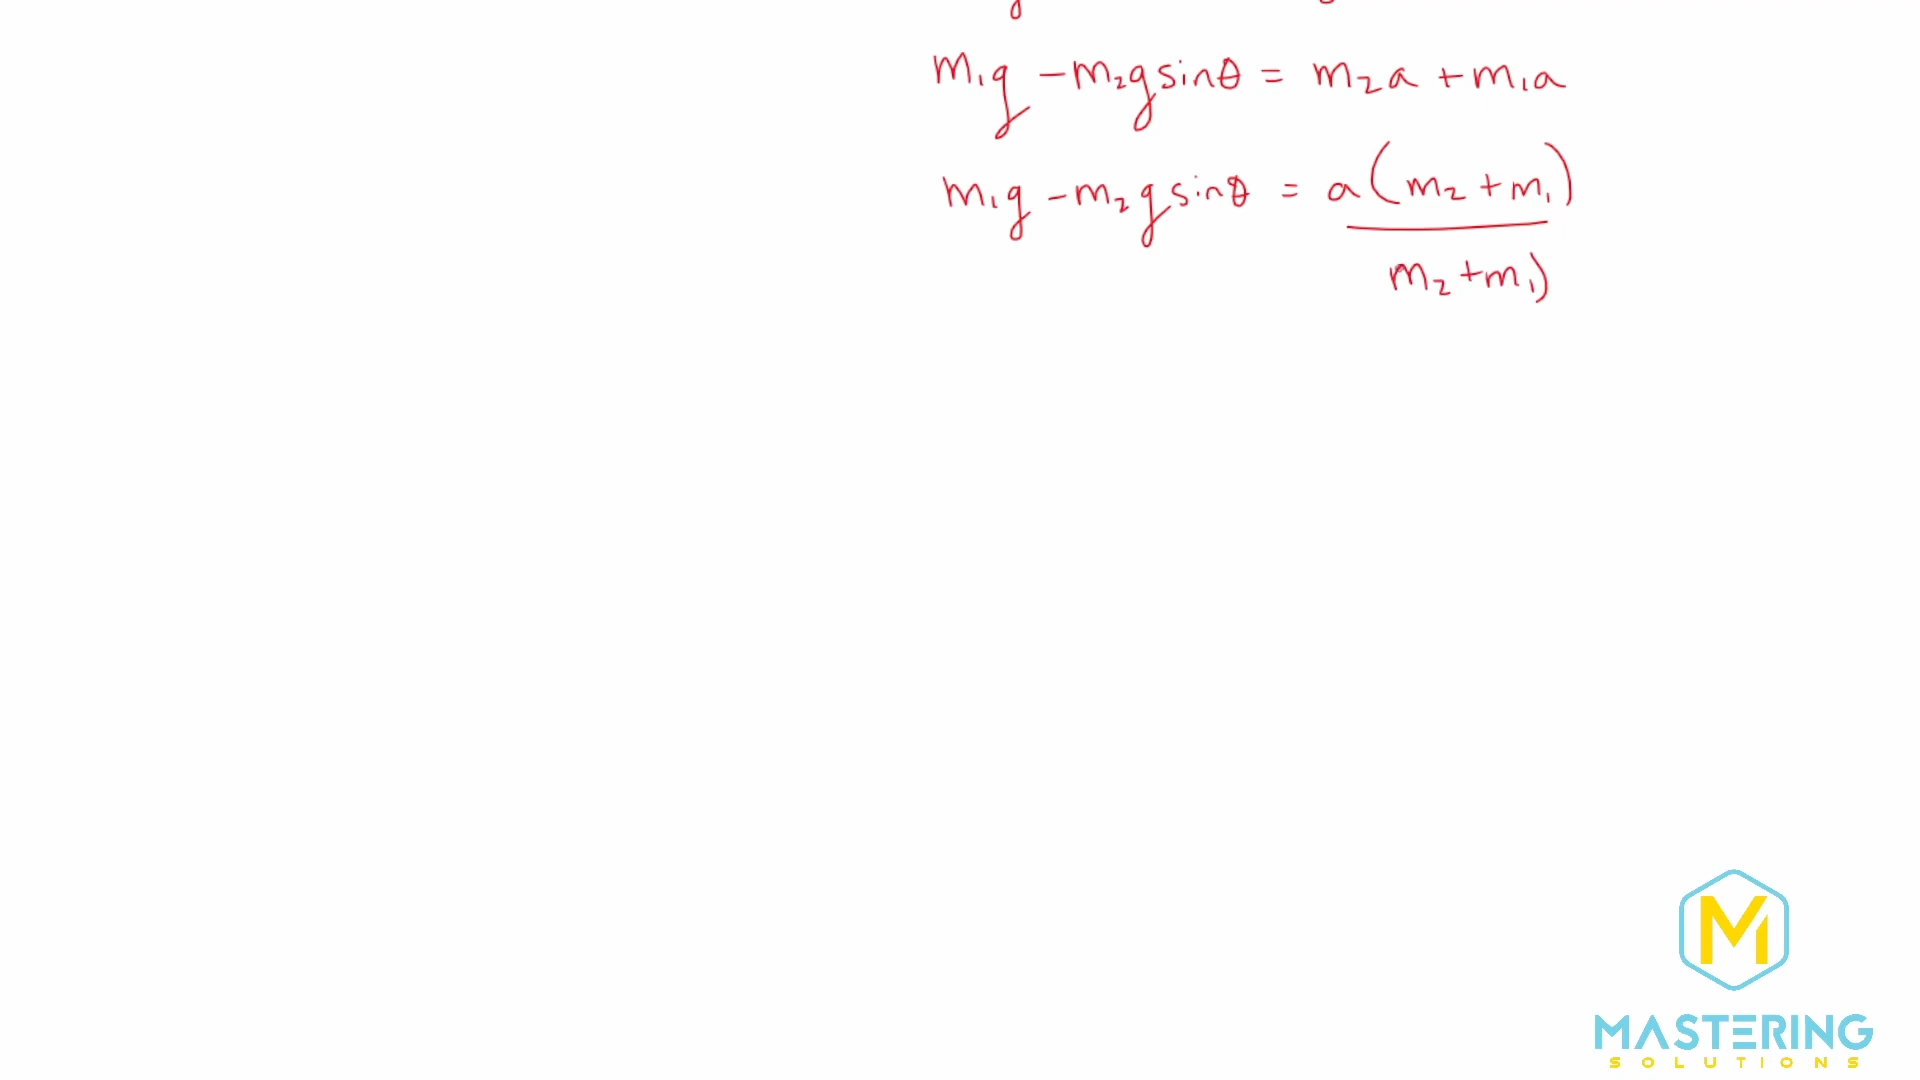 m₁g − m₂g sinθ = m₂a + m₁a
m₁g − m₂g sinθ = a(m₂ + m₁)
m₂ + m₁)
M
MASTERING
SOLUTIONS